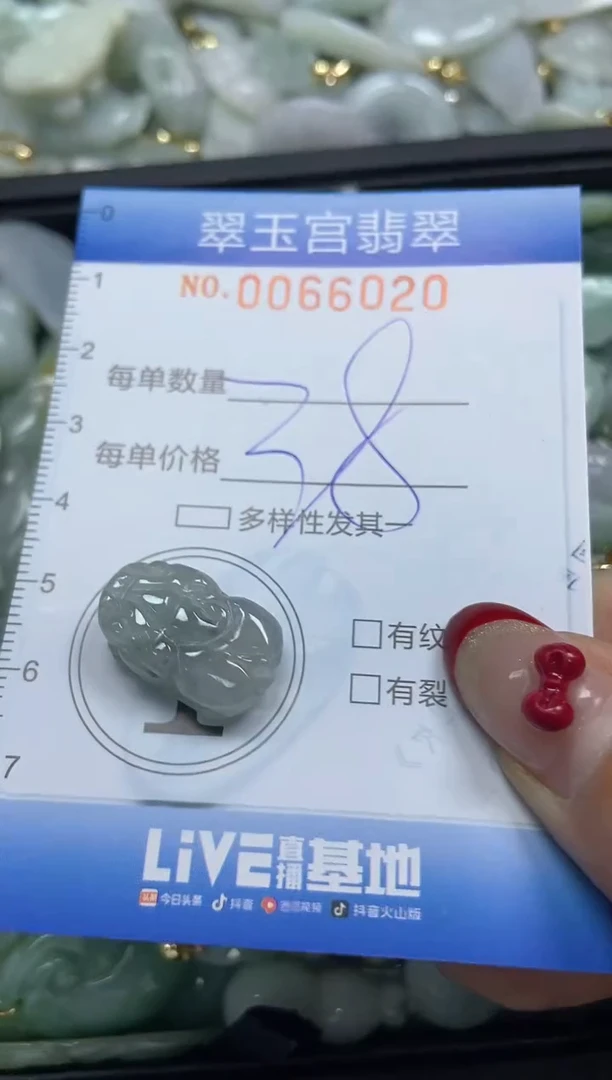 0
翠玉宫翡翠
1
NO.0066020
2
每单数量
3
38
每单价格
4
多样性发其一
5
有纹
6
有裂
7
LiVE直播基地
今日头条 抖音 西瓜视频 抖音火山版